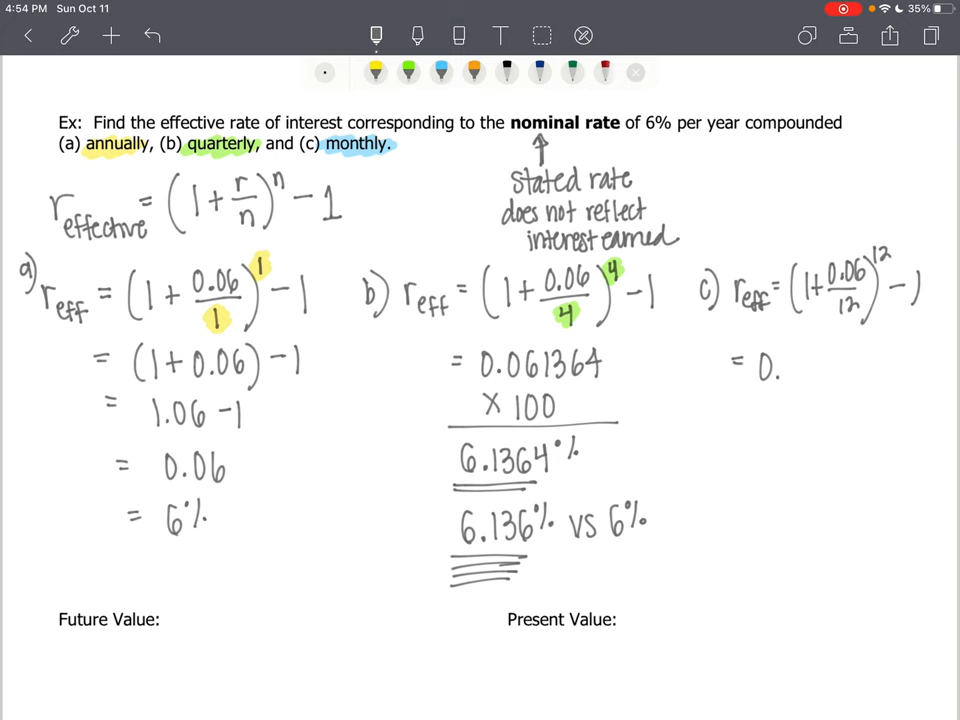 4:54 PM Sun Oct 11
35%
T
Ex: Find the effective rate of interest corresponding to the nominal rate of 6% per year compounded
(a) annually, (b) quarterly, and (c) monthly.
stated rate
does not reflect
interest earned
r effective = (1 + r/n)^n - 1
a) r eff = (1 + 0.06/1)^1 - 1
= (1 + 0.06) - 1
= 1.06 - 1
= 0.06
= 6%
b) r eff = (1 + 0.06/4)^4 - 1
= 0.061364
× 100
6.1364%
6.136% vs 6%
c) r eff = (1 + 0.06/12)^12 - 1
= 0.
Future Value:
Present Value: